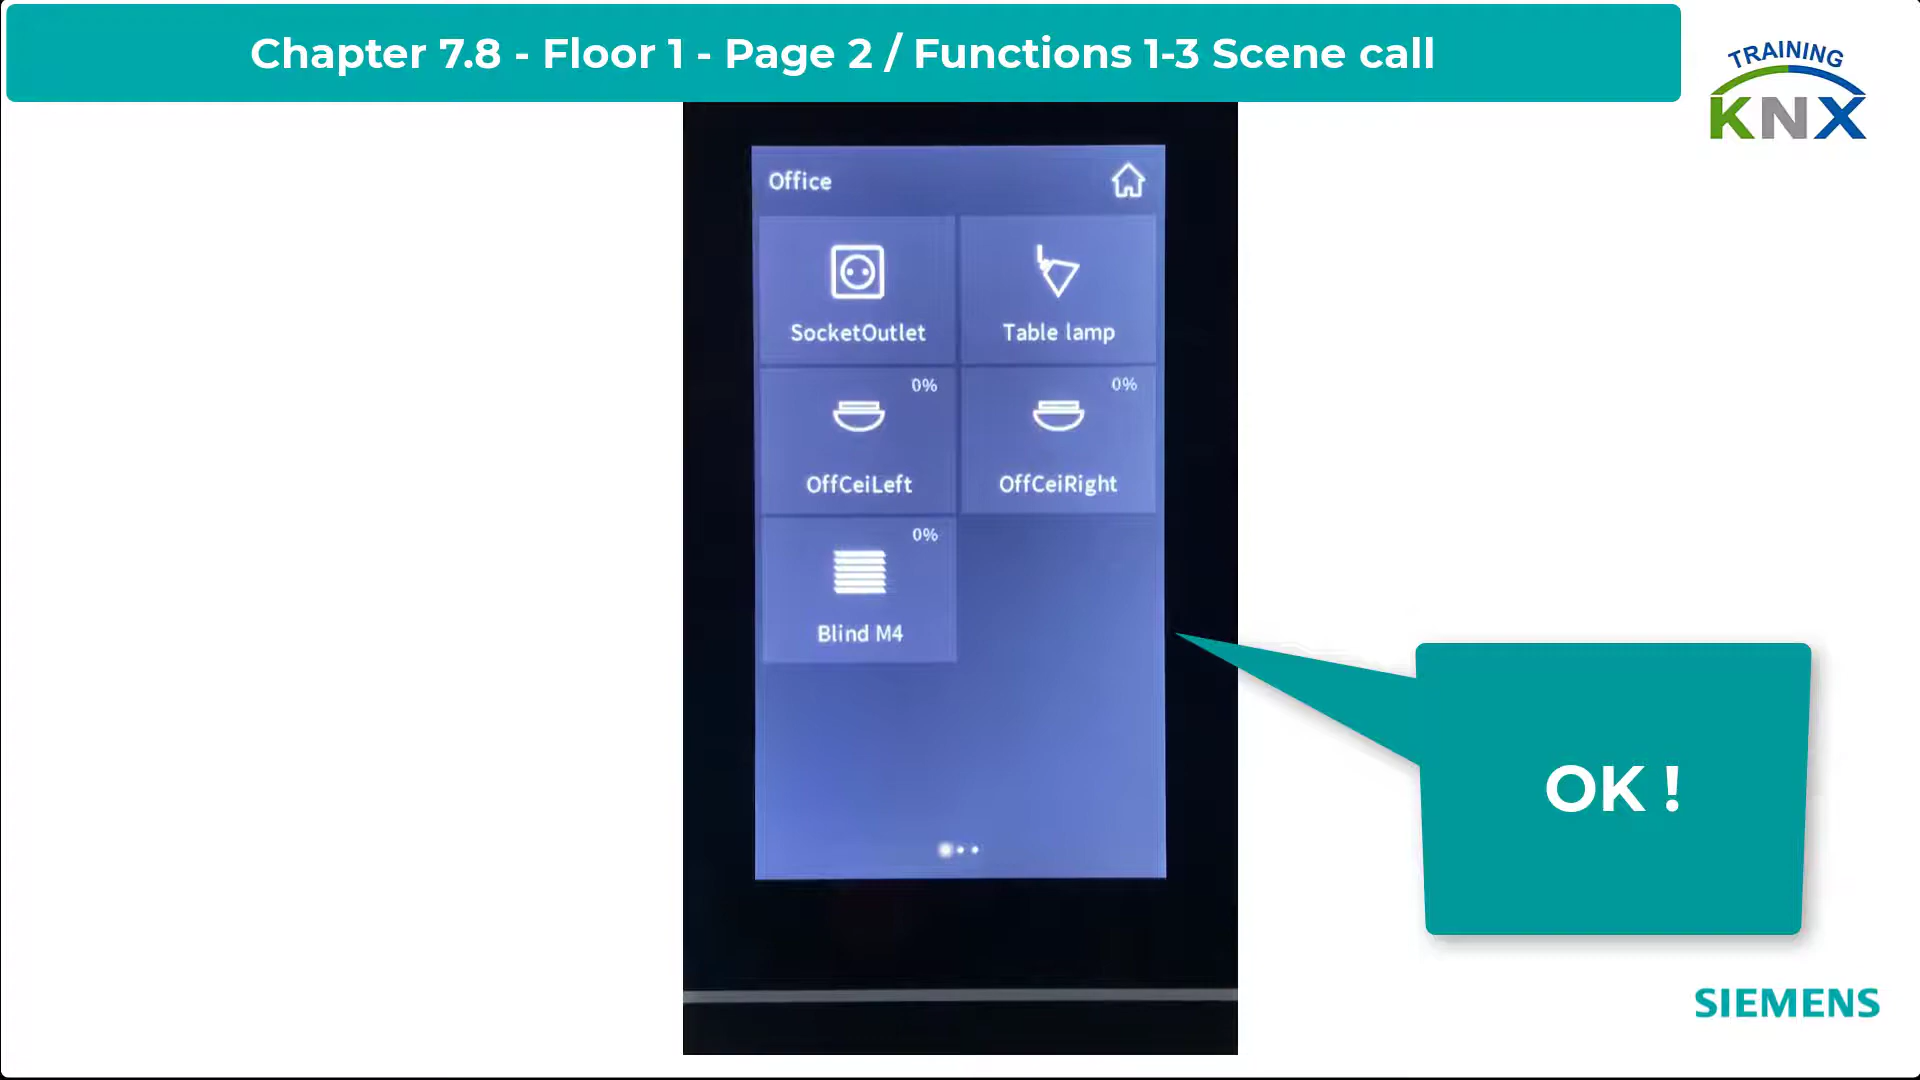 Chapter 7.8 - Floor 1 - Page 2 / Functions 1-3 Scene call
TRAINING
KNX
Office
SocketOutlet
Table lamp
0%
0%
OffCeiLeft
OffCeiRight
0%
Blind M4
OK !
SIEMENS